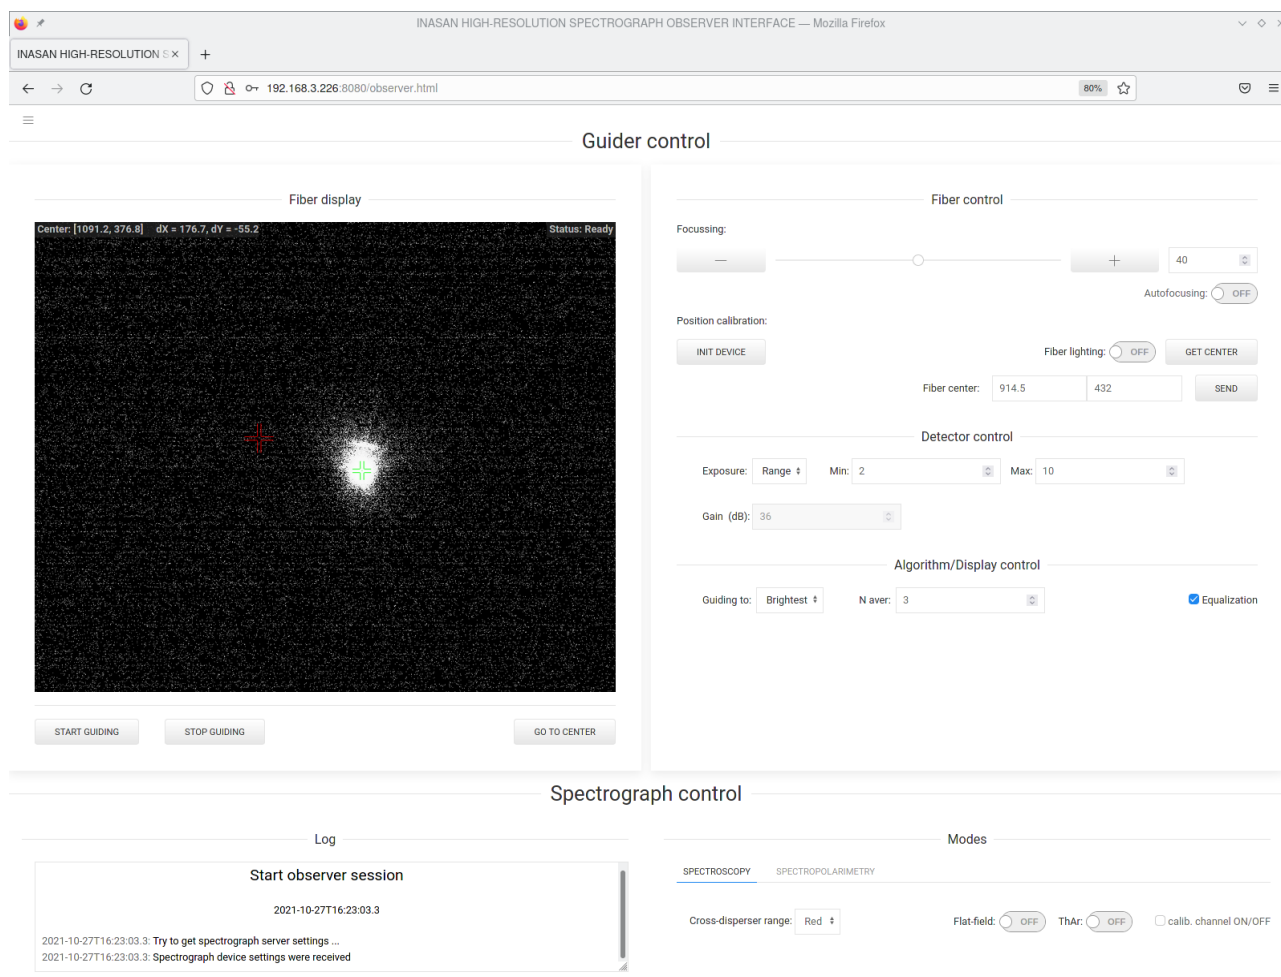 INASAN HIGH-RESOLUTION SPECTROGRAPH OBSERVER INTERFACE — Mozilla Firefox
INASAN HIGH-RESOLUTION S
192.168.3.226:8080/observer.html 80%
Guider control
Fiber display
Center: [1091.2, 376.8] dX = 176.7, dY = -55.2 Status: Ready
START GUIDING STOP GUIDING GO TO CENTER
Fiber control
Focussing:
— + 40
Autofocusing: OFF
Position calibration:
INIT DEVICE Fiber lighting: OFF GET CENTER
Fiber center: 914.5 432 SEND
Detector control
Exposure: Range Min: 2 Max: 10
Gain (dB): 36
Algorithm/Display control
Guiding to: Brightest N aver: 3 Equalization
Spectrograph control
Log
Start observer session
2021-10-27T16:23:03.3
2021-10-27T16:23:03.3: Try to get spectrograph server settings ...
2021-10-27T16:23:03.3: Spectrograph device settings were received
Modes
SPECTROSCOPY SPECTROPOLARIMETRY
Cross-disperser range: Red Flat-field: OFF ThAr: OFF calib. channel ON/OFF